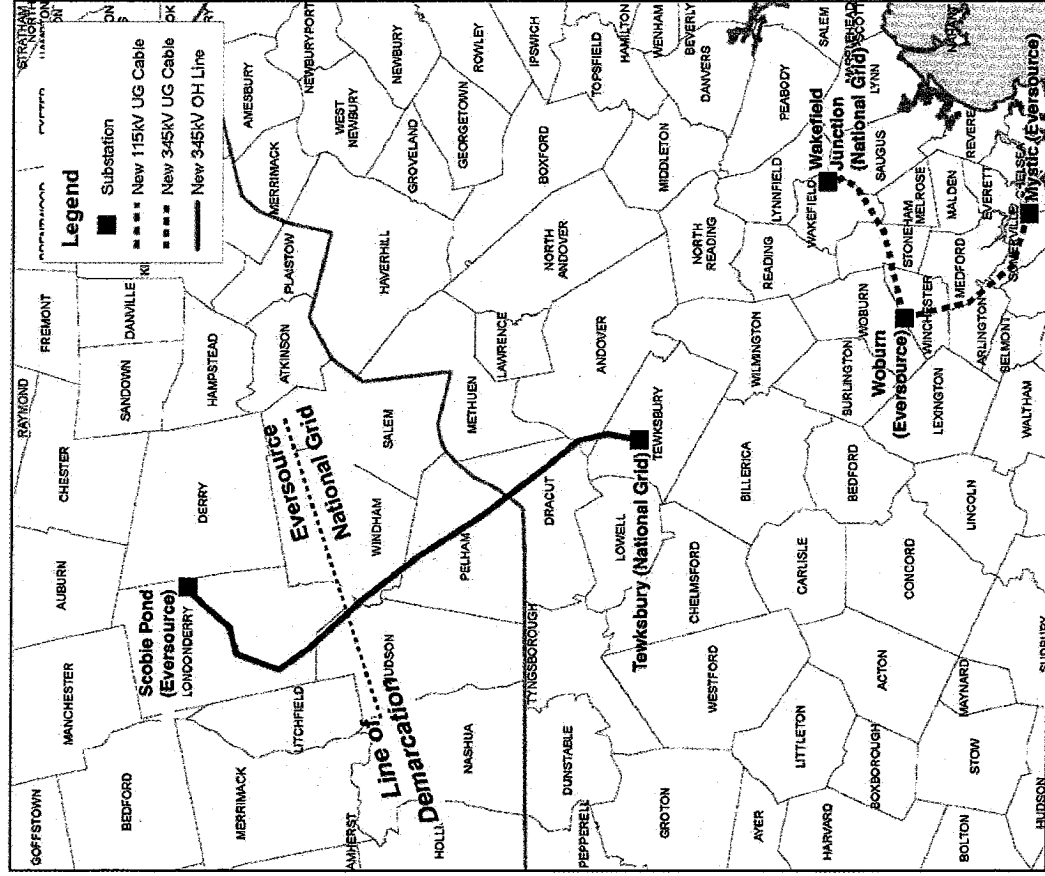 Legend
Substation
New 115kV UG Cable
New 345kV UG Cable
New 345kV OH Line
STRATHAM
NORTH
GOFFSTOWN
MANCHESTER
AUBURN
CHESTER
RAYMOND
FREMONT
BEDFORD
Scobie Pond
(Eversource)
LONDONDERRY
DERRY
SANDOWN
DANVILLE
HAMPSTEAD
PLAISTOW
ATKINSON
MERRIMACK
AMESBURY
NEWBURYPORT
WEST
NEWBURY
NEWBURY
MERRIMACK
Eversource
National Grid
WINDHAM
SALEM
HAVERHILL
GROVELAND
GEORGETOWN
ROWLEY
AMHERST
Line of
Demarcation
NASHUA
PELHAM
METHUEN
LAWRENCE
NORTH
ANDOVER
BOXFORD
IPSWICH
TOPSFIELD
HAMILTON
WENHAM
BEVERLY
PEPPERELL
DUNSTABLE
TYNGSBOROUGH
DRACUT
LOWELL
ANDOVER
MIDDLETON
DANVERS
GROTON
WESTFORD
Tewksbury (National Grid)
TEWKSBURY
CHELMSFORD
NORTH
READING
READING
LYNNFIELD
PEABODY
SALEM
AYER
LITTLETON
CARLISLE
BILLERICA
WILMINGTON
WAKEFIELD
Wakefield
Junction
(National Grid)
LYNN
HARVARD
BOXBOROUGH
ACTON
CONCORD
BEDFORD
BURLINGTON
WOBURN
Woburn
(Eversource)
STONEHAM
MELROSE
SAUGUS
WINCHESTER
LEXINGTON
MEDFORD
MALDEN
REVERE
BOLTON
STOW
MAYNARD
LINCOLN
ARLINGTON
EVERETT
BELMONT
SOMERVILLE
CHELSEA
WALTHAM
HUDSON
Mystic (Eversource)